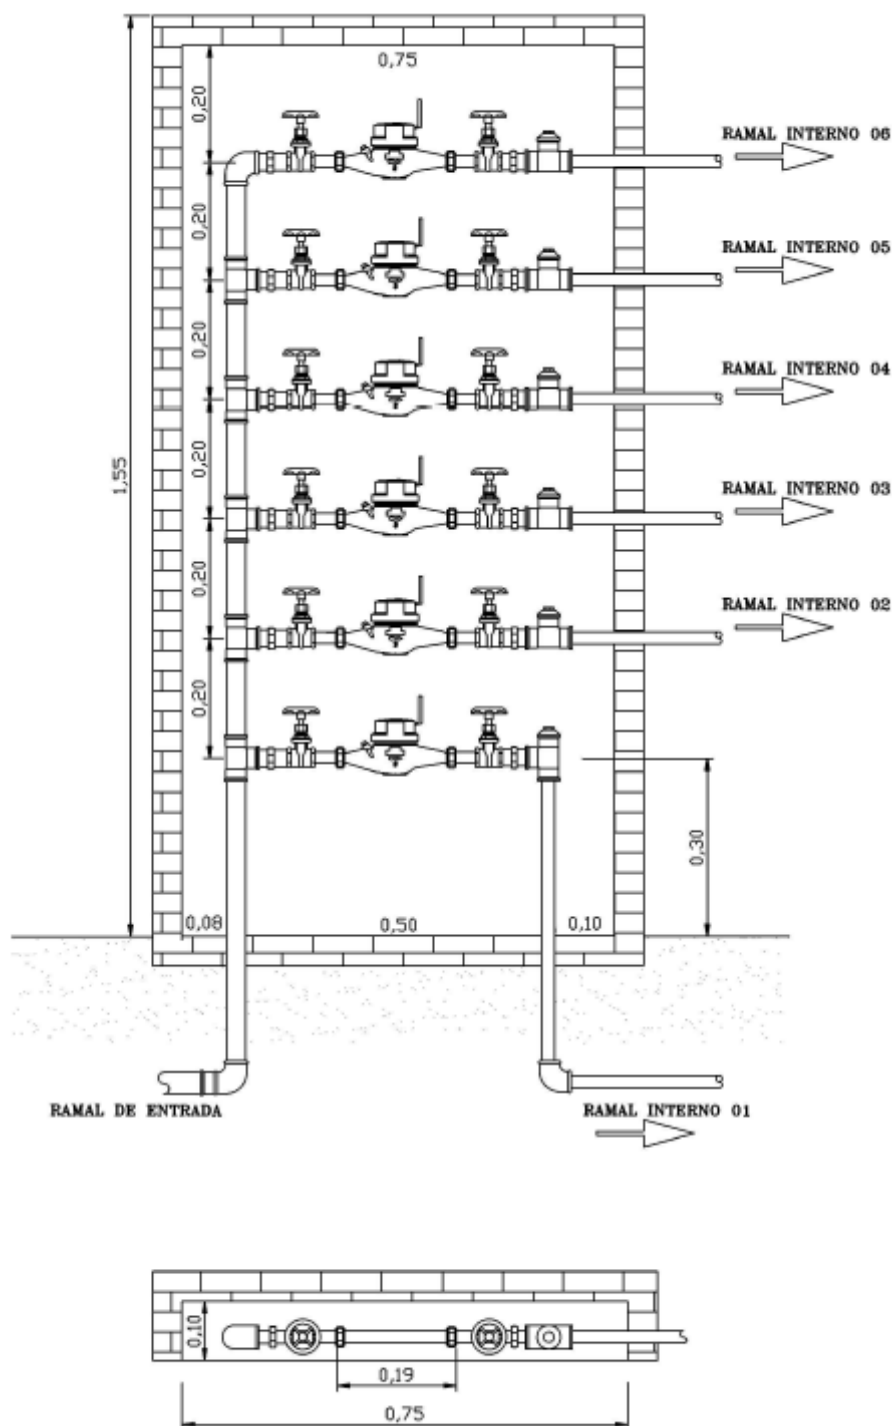 0,75
0,20
RAMAL INTERNO 06
0,20
RAMAL INTERNO 05
0,20
RAMAL INTERNO 04
0,20
1,55
RAMAL INTERNO 03
0,20
RAMAL INTERNO 02
0,20
0,30
0,08
0,50
0,10
RAMAL DE ENTRADA
RAMAL INTERNO 01
0,10
0,19
0,75